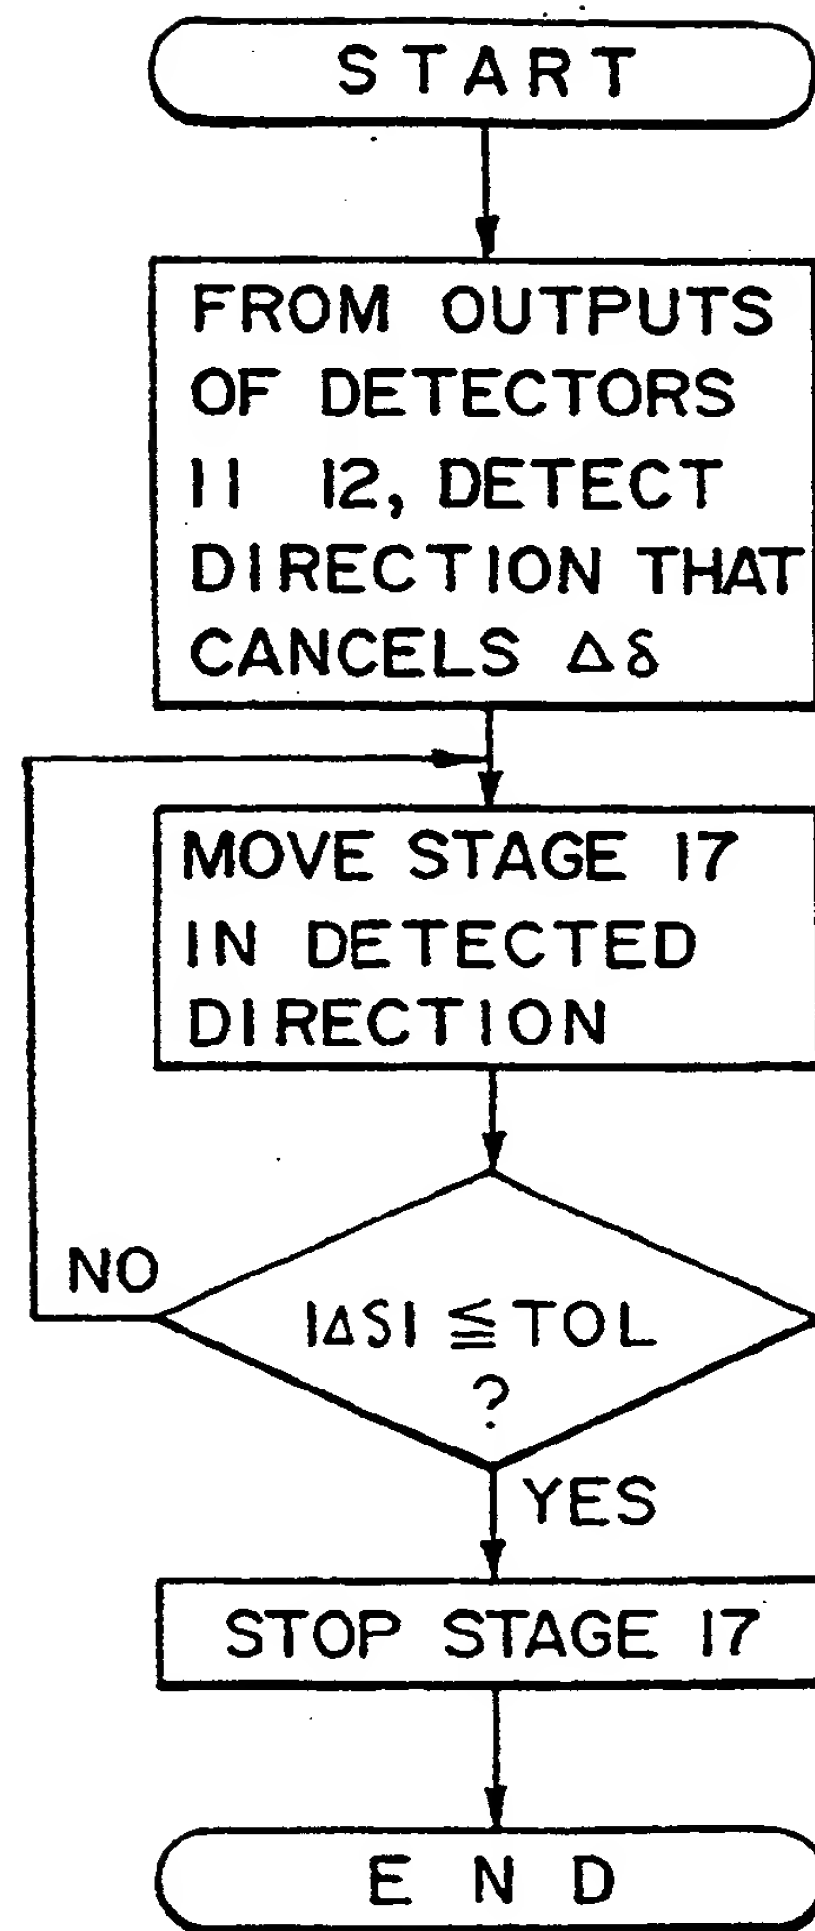 START
FROM OUTPUTS
OF DETECTORS
11 12, DETECT
DIRECTION THAT
CANCELS Δδ
MOVE STAGE 17
IN DETECTED
DIRECTION
NO
|ΔS| ≦ TOL
?
YES
STOP STAGE 17
END